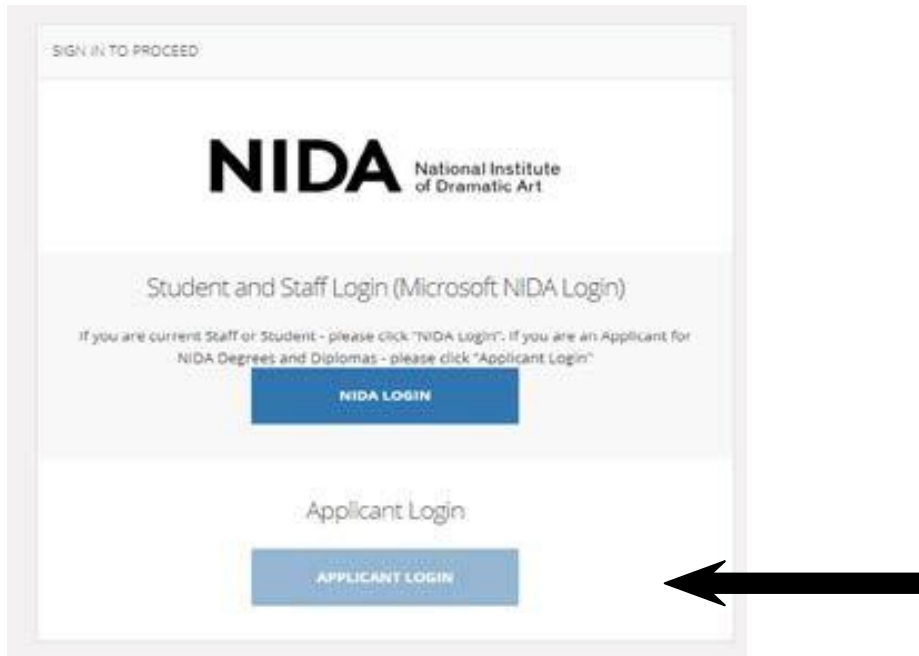 SIGN IN TO PROCEED
NIDA National Institute
of Dramatic Art
Student and Staff Login (Microsoft NIDA Login)
If you are current Staff or Student - please click "NIDA Login". If you are an Applicant for
NIDA Degrees and Diplomas - please click "Applicant Login"
NIDA LOGIN
Applicant Login
APPLICANT LOGIN